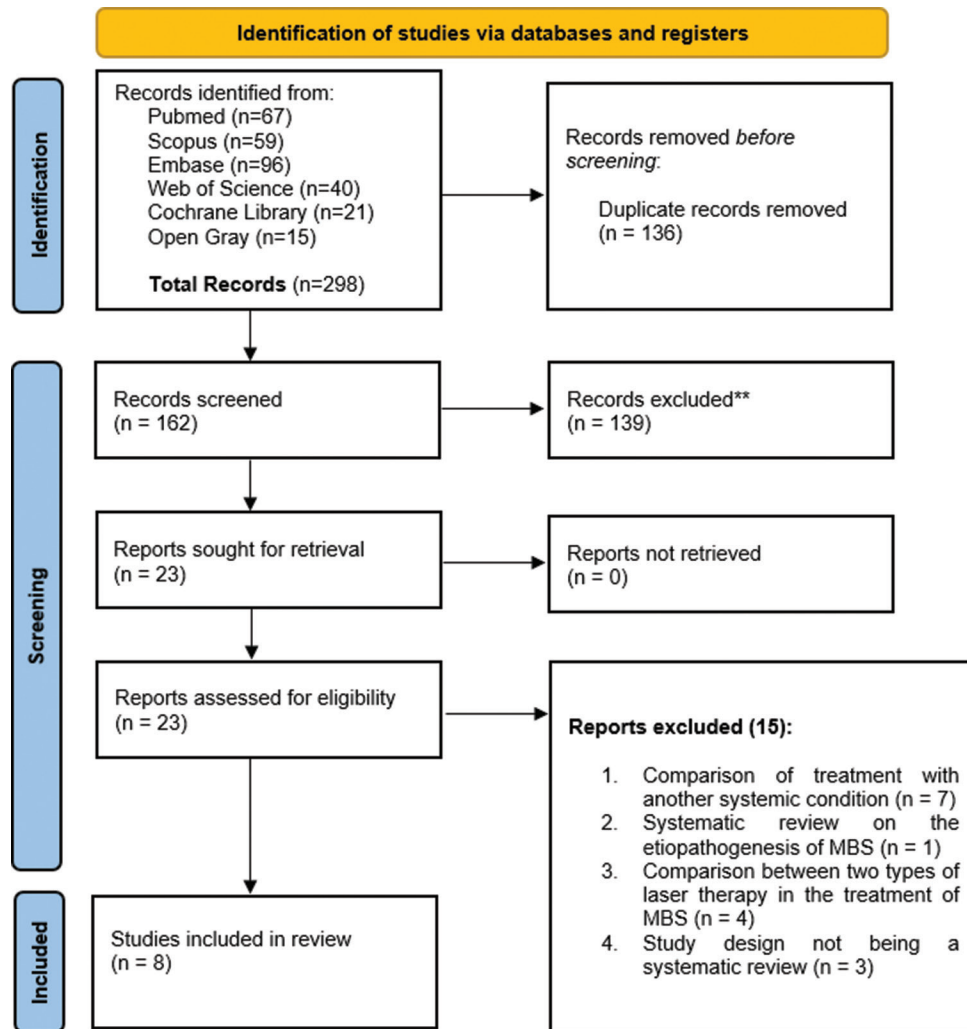 Identification of studies via databases and registers
Identification
Records identified from:
Pubmed (n=67)
Scopus (n=59)
Embase (n=96)
Web of Science (n=40)
Cochrane Library (n=21)
Open Gray (n=15)
Total Records (n=298)
Records removed before
screening:
Duplicate records removed
(n = 136)
Screening
Records screened
(n = 162)
Records excluded**
(n = 139)
Reports sought for retrieval
(n = 23)
Reports not retrieved
(n = 0)
Reports assessed for eligibility
(n = 23)
Reports excluded (15):
1. Comparison of treatment with
another systemic condition (n = 7)
2. Systematic review on the
etiopathogenesis of MBS (n = 1)
3. Comparison between two types of
laser therapy in the treatment of
MBS (n = 4)
4. Study design not being a
systematic review (n = 3)
Included
Studies included in review
(n = 8)